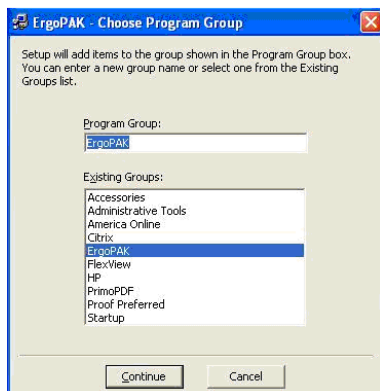 ErgoPAK - Choose Program Group
Setup will add items to the group shown in the Program Group box.
You can enter a new group name or select one from the Existing
Groups list.
Program Group:
ErgoPAK
Existing Groups:
Accessories
Administrative Tools
America Online
Citrix
ErgoPAK
FlexView
HP
PrimoPDF
Proof Preferred
Startup
Continue
Cancel